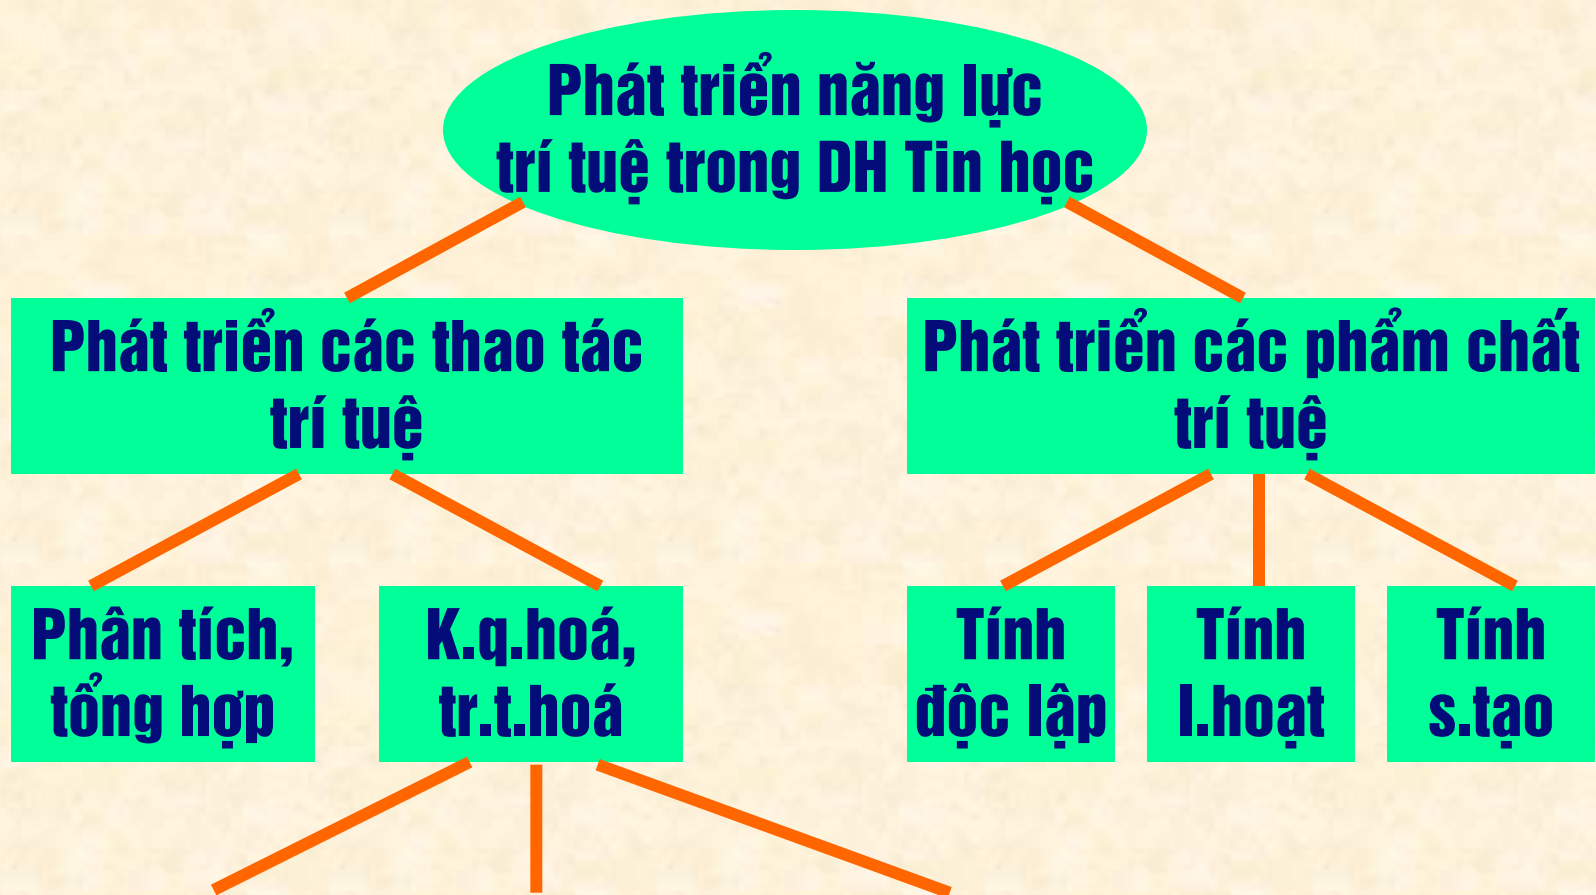 Phát triển năng lực
trí tuệ trong DH Tin học
Phát triển các thao tác
trí tuệ
Phát triển các phẩm chất
trí tuệ
Phân tích,
tổng hợp
K.q.hoá,
tr.t.hoá
Tính
độc lập
Tính
l.hoạt
Tính
s.tạo